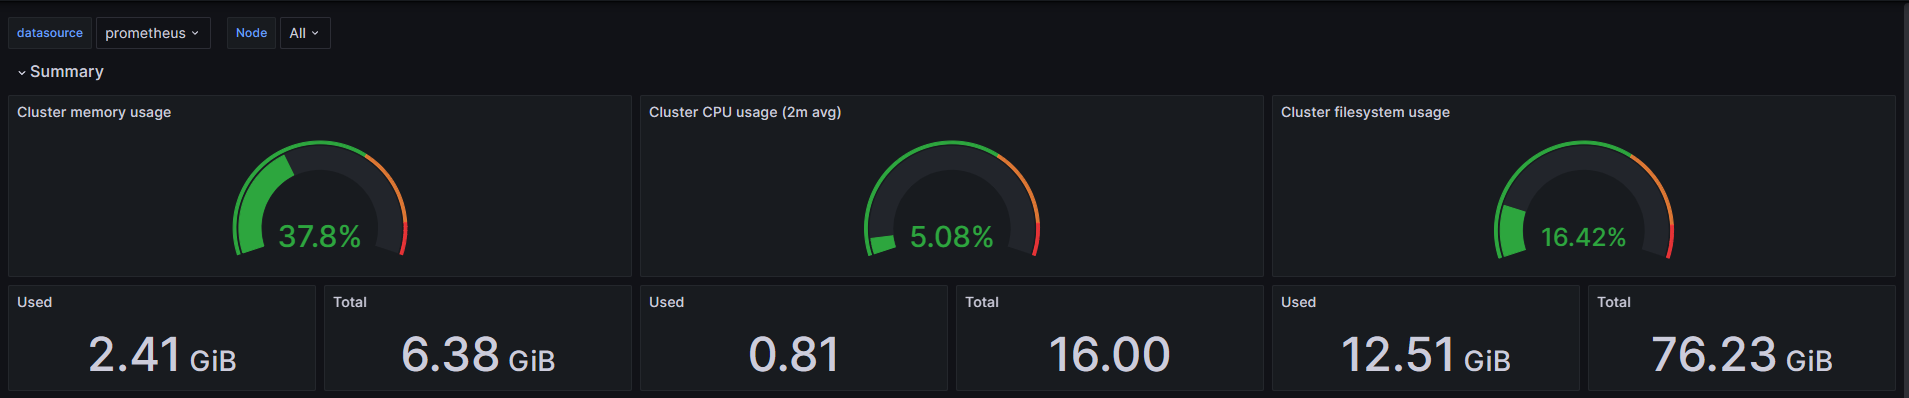 datasource prometheus Node All
Summary
Cluster memory usage Cluster CPU usage (2m avg) Cluster filesystem usage
37.8% 5.08% 16.42%
Used Total Used Total Used Total
2.41 GiB 6.38 GiB 0.81 16.00 12.51 GiB 76.23 GiB